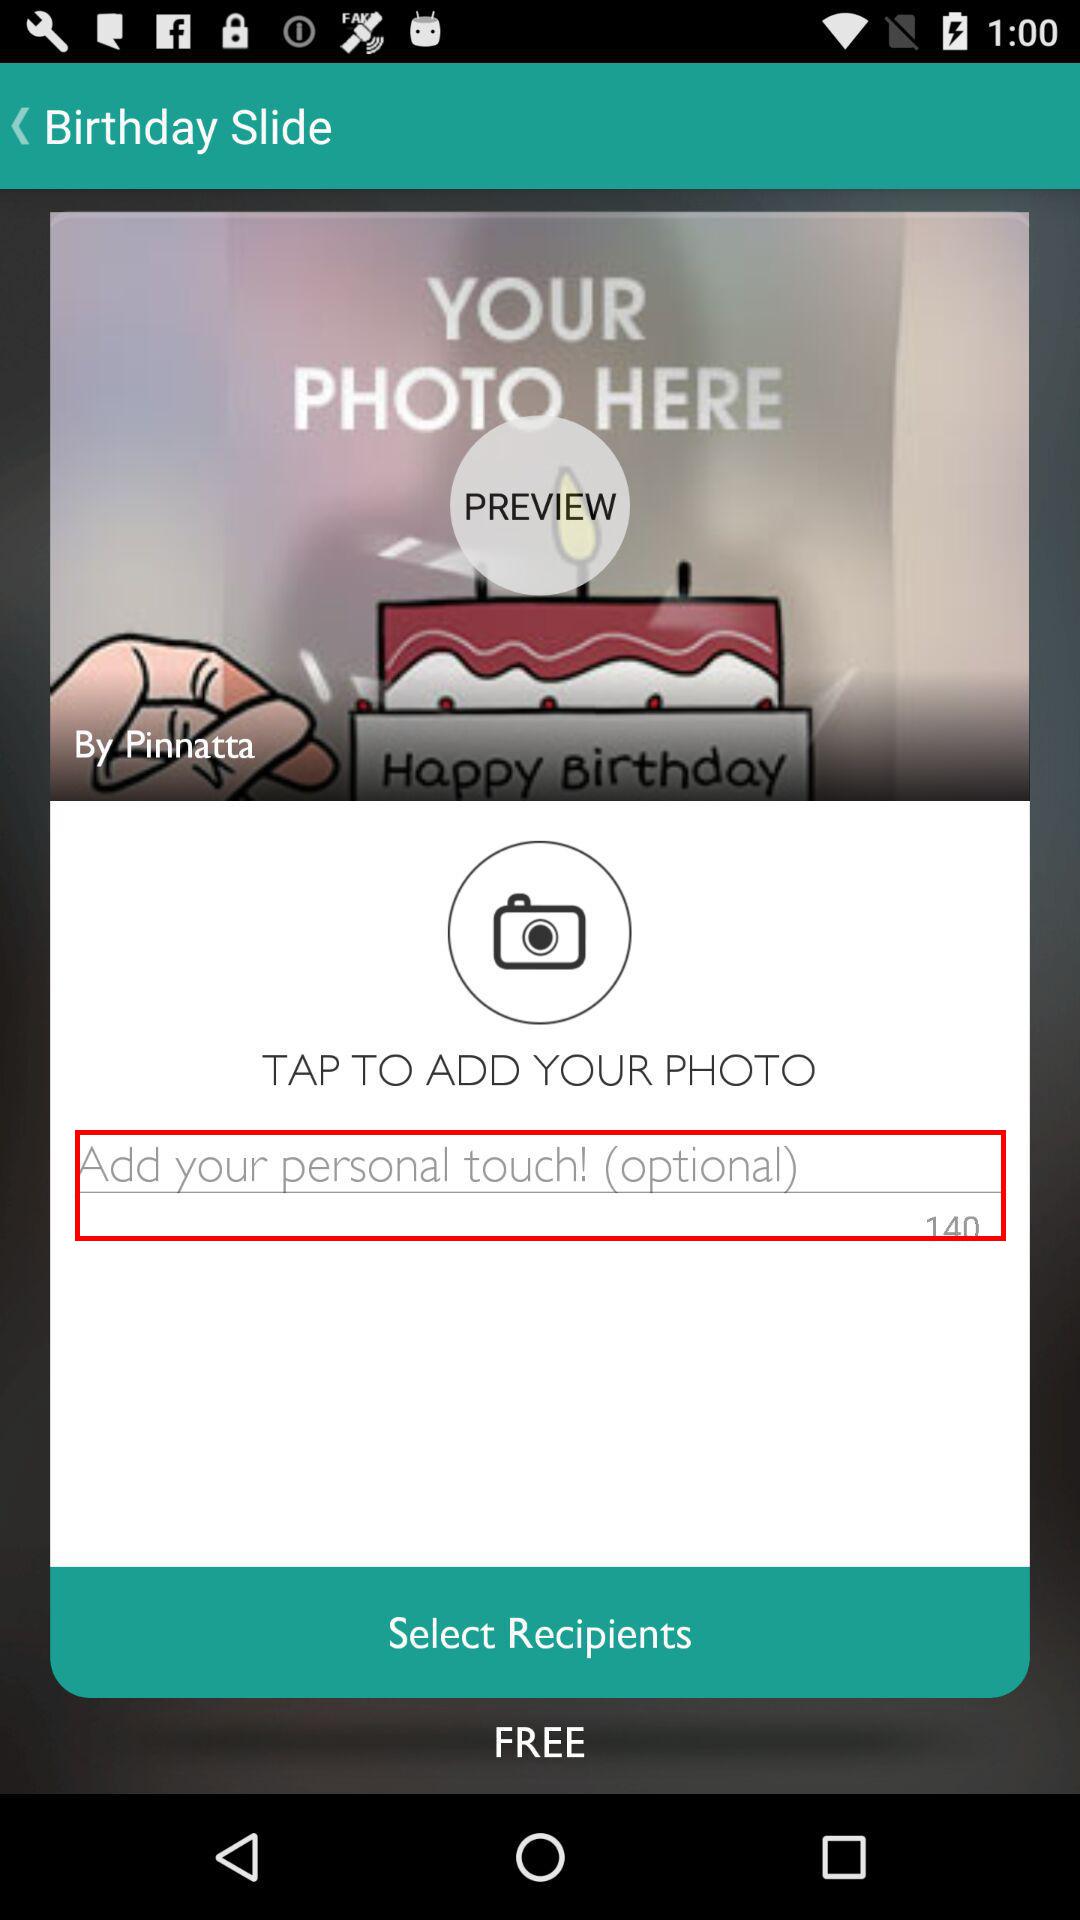 FAKE
1:00
Birthday Slide
YOUR
PHOTO HERE
PREVIEW
Happy Birthday
By Pinnatta
TAP TO ADD YOUR PHOTO
Add your personal touch! (optional)
140
Select Recipients
FREE